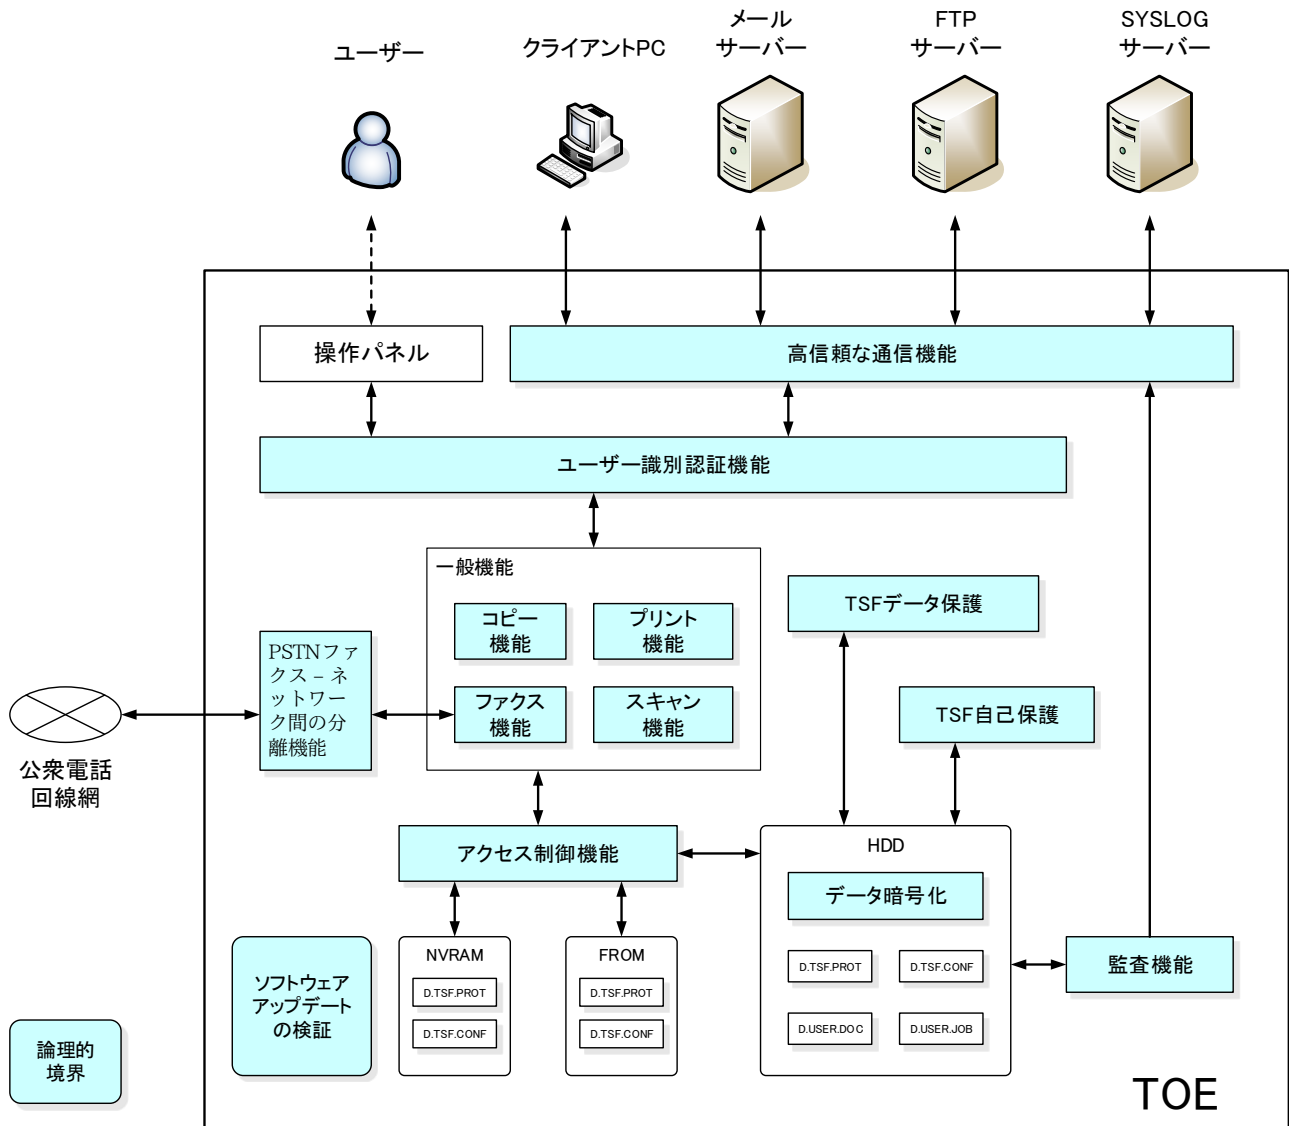 ユーザー
クライアントPC
メール
サーバー
FTP
サーバー
SYSLOG
サーバー
操作パネル
高信頼な通信機能
ユーザー識別認証機能
一般機能
コピー
機能
プリント
機能
ファクス
機能
スキャン
機能
TSFデータ保護
TSF自己保護
PSTNファ
クス – ネ
ットワー
ク間の分
離機能
公衆電話
回線網
アクセス制御機能
HDD
データ暗号化
D.TSF.PROT
D.TSF.CONF
D.USER.DOC
D.USER.JOB
監査機能
NVRAM
D.TSF.PROT
D.TSF.CONF
FROM
D.TSF.PROT
D.TSF.CONF
ソフトウェア
アップデート
の検証
論理的
境界
TOE